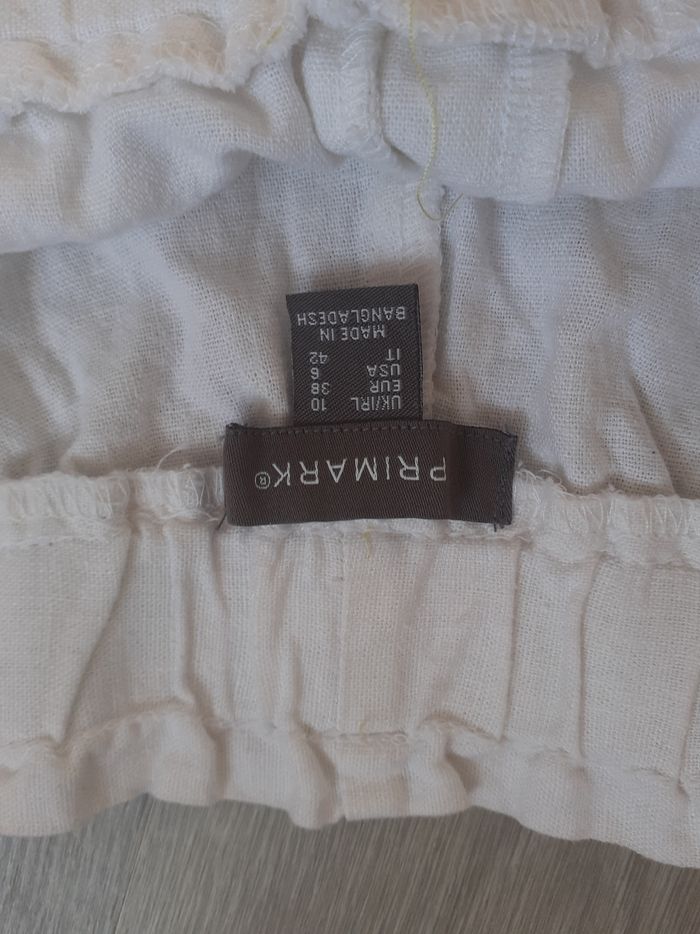 PRIMARK®
UK/IRL 10
EUR 38
USA 6
IT 42
MADE IN
BANGLADESH